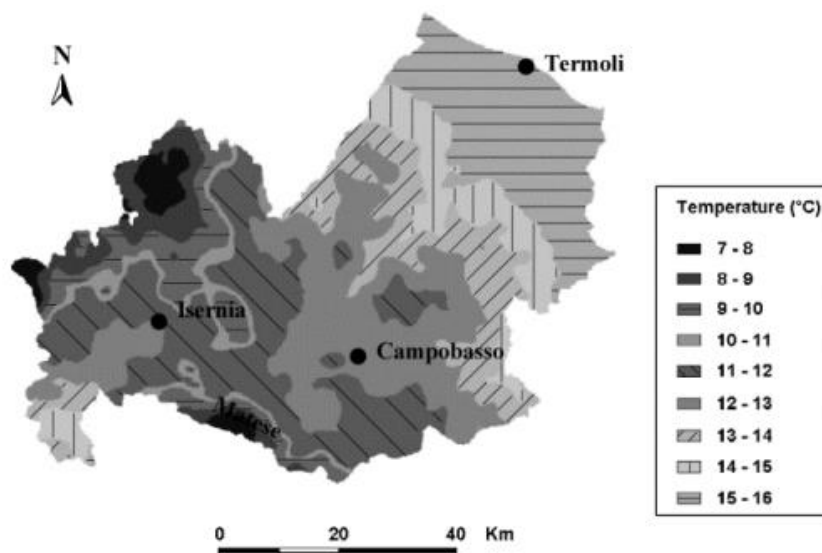 N
Termoli
Isernia
Campobasso
Matese
Temperature (°C)
7 - 8
8 - 9
9 - 10
10 - 11
11 - 12
12 - 13
13 - 14
14 - 15
15 - 16
0 20 40 Km